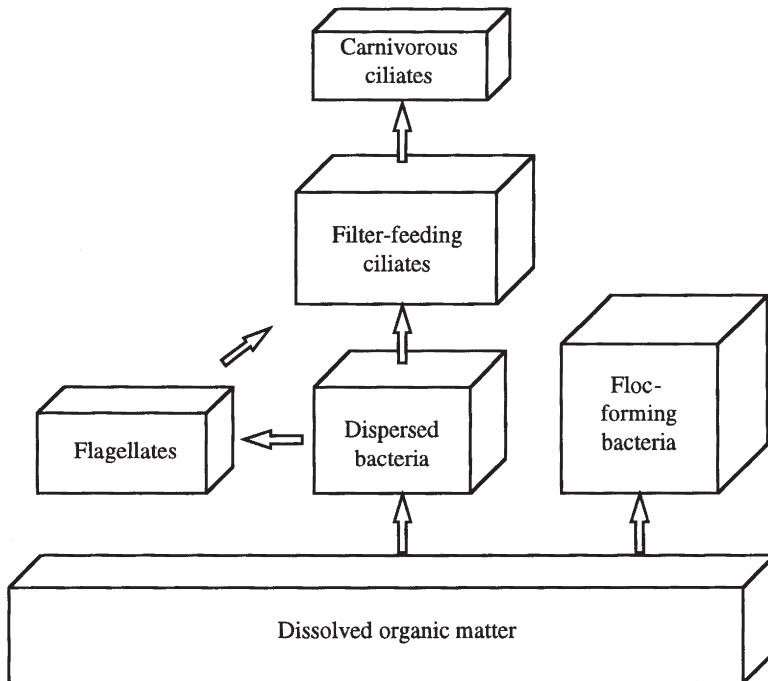 Carnivorous
ciliates
Filter-feeding
ciliates
Flagellates
Dispersed
bacteria
Floc-
forming
bacteria
Dissolved organic matter